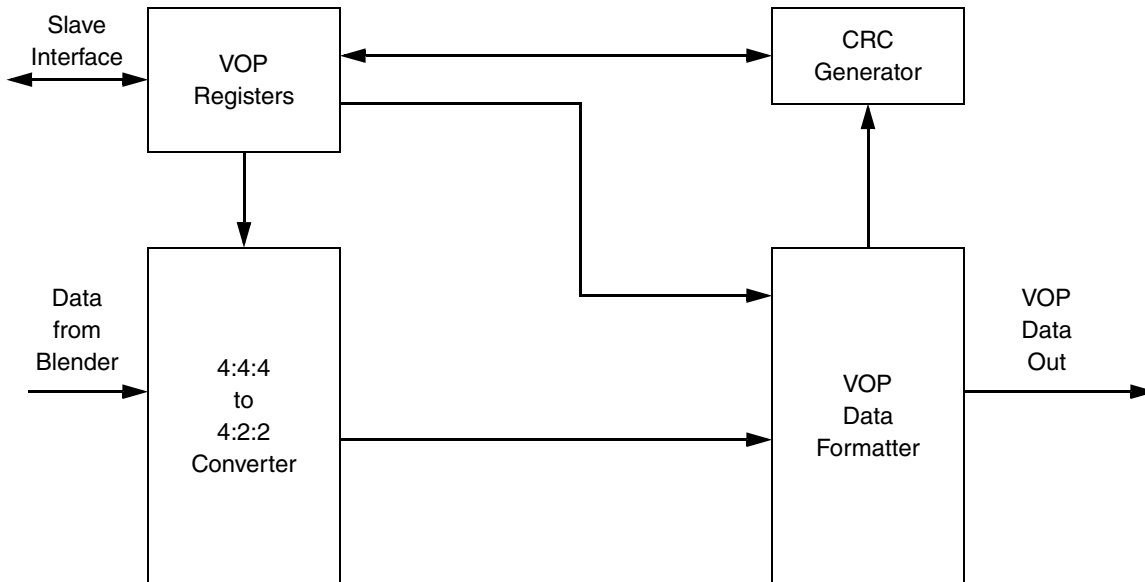 Slave
Interface
VOP
Registers
CRC
Generator
Data
from
Blender
4:4:4
to
4:2:2
Converter
VOP
Data
Formatter
VOP
Data
Out